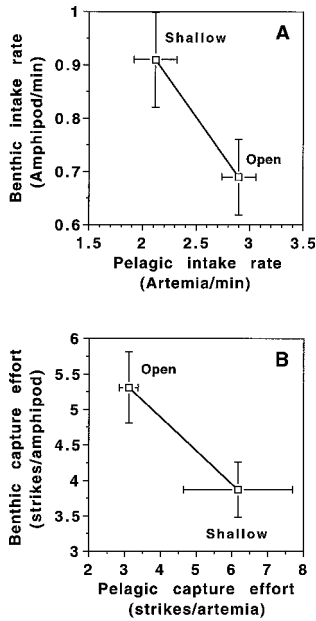 A
Shallow
Open
1
0.9
0.8
0.7
0.6
1.5
2
2.5
3
3.5
Benthic intake rate
(Amphipod/min)
Pelagic intake rate
(Artemia/min)
B
Open
Shallow
6
5.5
5
4.5
4
3.5
3
2
3
4
5
6
7
8
Benthic capture effort
(strikes/amphipod)
Pelagic capture effort
(strikes/artemia)